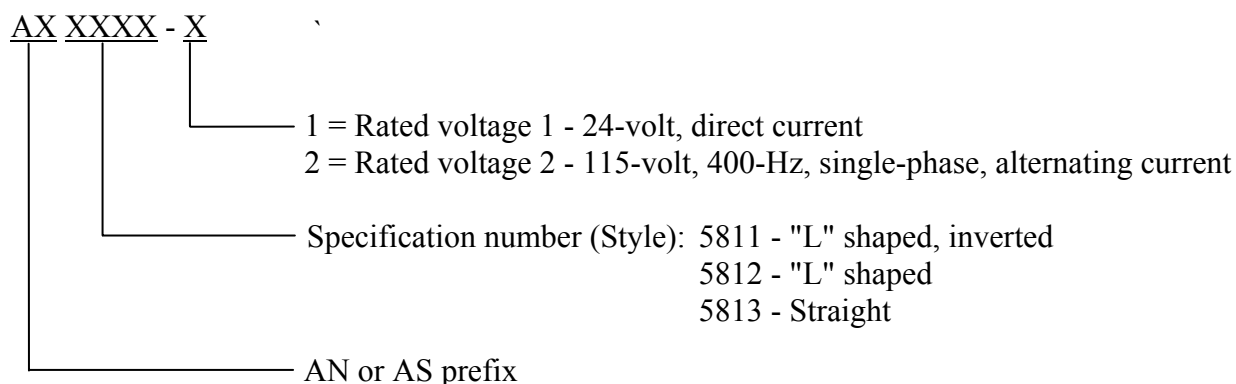 AX XXXX - X `
1 = Rated voltage 1 - 24-volt, direct current
2 = Rated voltage 2 - 115-volt, 400-Hz, single-phase, alternating current
Specification number (Style): 5811 - "L" shaped, inverted
5812 - "L" shaped
5813 - Straight
AN or AS prefix